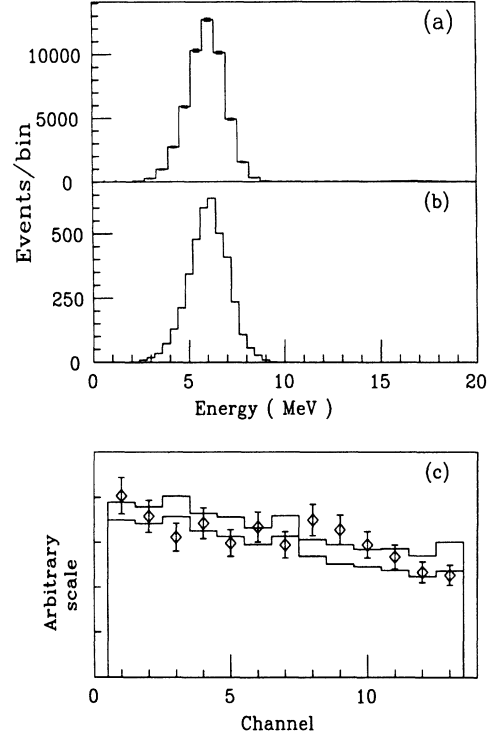 (a)
10000
5000
0
Events/bin
(b)
500
250
0
0 5 10 15 20
Energy ( MeV )
(c)
Arbitrary
scale
0 5 10
Channel